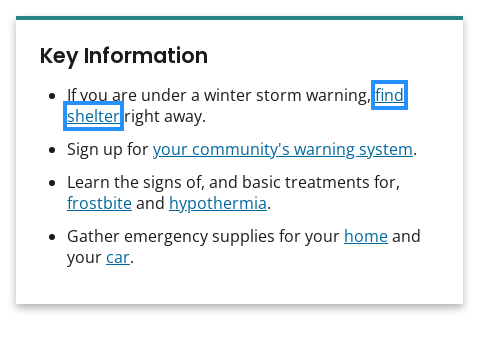 Key Information
If you are under a winter storm warning, find
shelter right away.
Sign up for your community's warning system.
Learn the signs of, and basic treatments for,
frostbite and hypothermia.
Gather emergency supplies for your home and
your car.